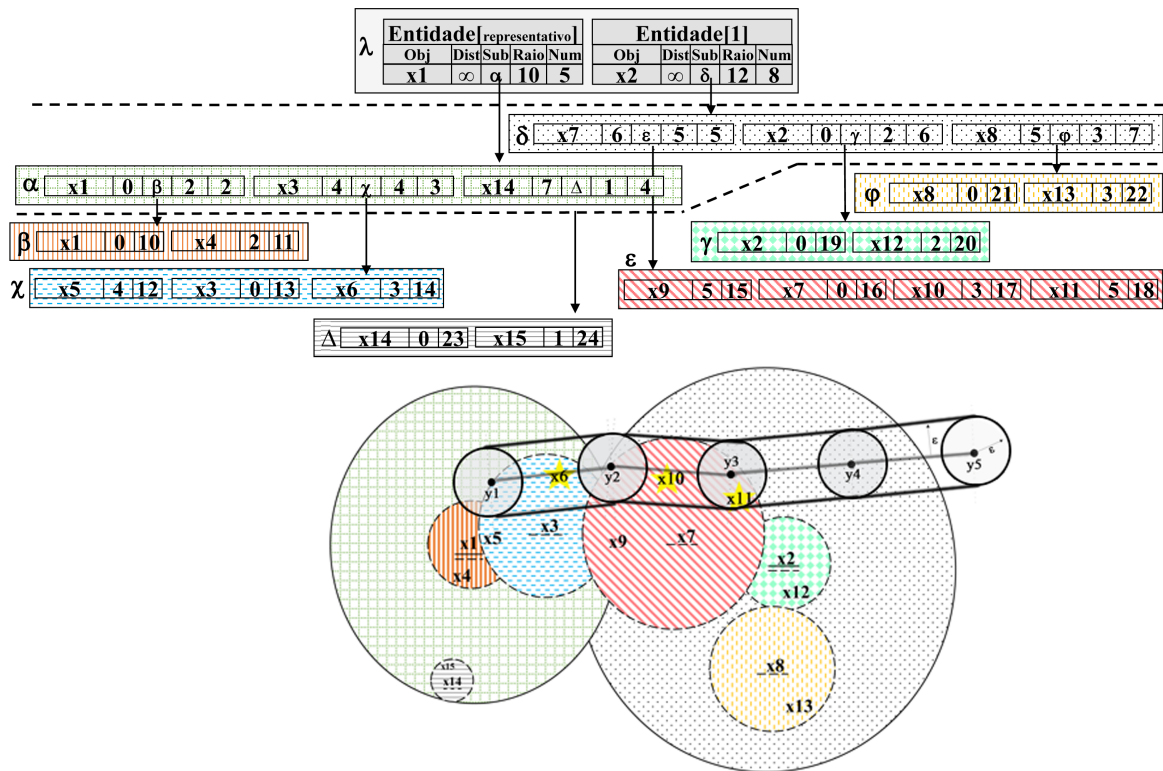 λ
Entidade[representativo] Entidade[1]
Obj Dist Sub Raio Num Obj Dist Sub Raio Num
x1 ∞ α 10 5 x2 ∞ δ 12 8
δ x7 6 ε 5 5 x2 0 γ 2 6 x8 5 φ 3 7
α x1 0 β 2 2 x3 4 χ 4 3 x14 7 Δ 1 4
φ x8 0 21 x13 3 22
β x1 0 10 x4 2 11
γ x2 0 19 x12 2 20
ε
χ x5 4 12 x3 0 13 x6 3 14
x9 5 15 x7 0 16 x10 3 17 x11 5 18
Δ x14 0 23 x15 1 24
ε ε
y1 y2 y3 y4 y5
x6 x10 x11
x1 x5 x3 x9 x7 x2
x4 x12
x15 x8
x14
x13